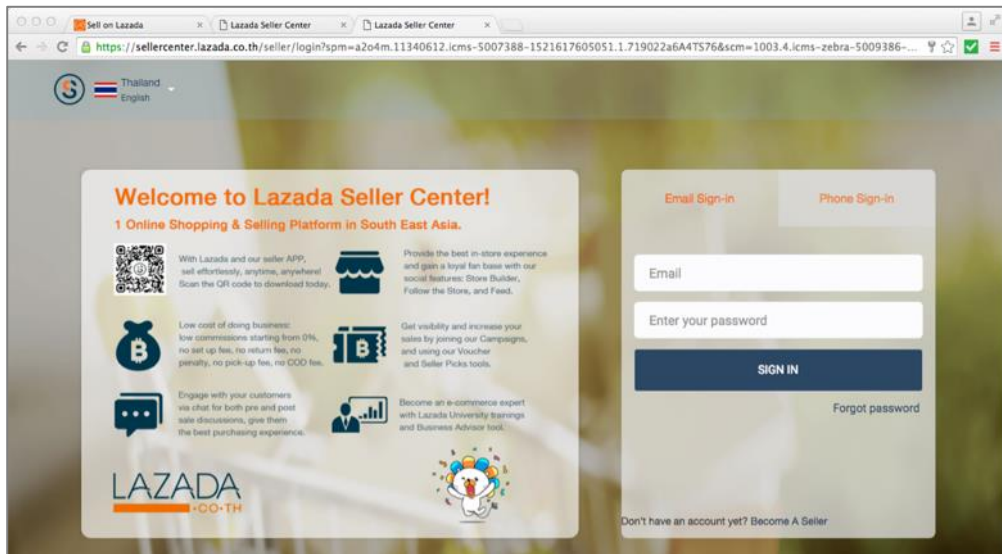 Sell on Lazada
Lazada Seller Center
Lazada Seller Center
https://sellercenter.lazada.co.th/seller/login?spm=a2o4m.11340612.icms-5007388-1521617605051.1.719022a6A4TS76&scm=1003.4.icms-zebra-5009386-...
Thailand
English
Welcome to Lazada Seller Center!
1 Online Shopping & Selling Platform in South East Asia.
With Lazada and our seller APP,
sell effortlessly, anytime, anywhere!
Scan the QR code to download today.
Provide the best in-store experience
and gain a loyal fan base with our
social features: Store Builder,
Follow the Store, and Feed.
Low cost of doing business:
low commissions starting from 0%,
no set up fee, no return fee, no
penalty, no pick-up fee, no COD fee.
Get visibility and increase your
sales by joining our Campaigns,
and using our Voucher
and Seller Picks tools.
Engage with your customers
via chat for both pre and post
sale discussions, give them
the best purchasing experience.
Become an e-commerce expert
with Lazada University trainings
and Business Advisor tool.
LAZADA
.CO.TH
Email Sign-in
Phone Sign-In
Email
Enter your password
SIGN IN
Forgot password
Don't have an account yet? Become A Seller